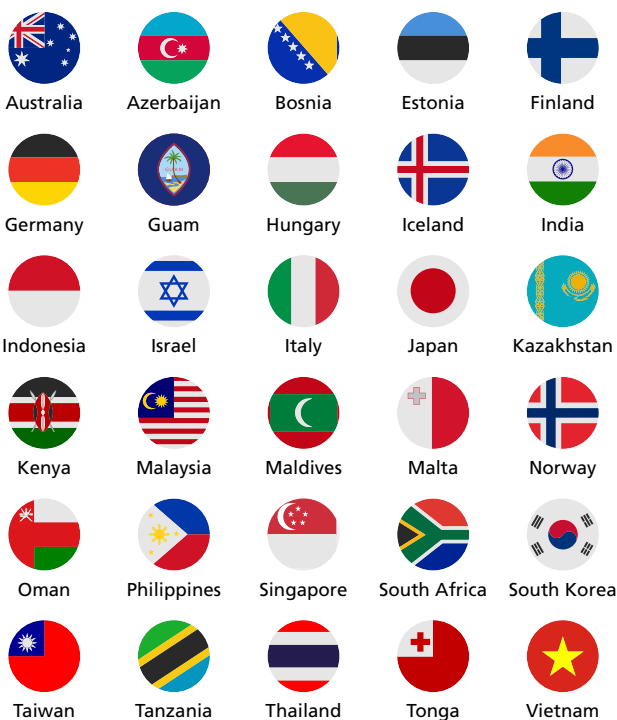 Australia Azerbaijan Bosnia Estonia Finland
Germany Guam Hungary Iceland India
Indonesia Israel Italy Japan Kazakhstan
Kenya Malaysia Maldives Malta Norway
Oman Philippines Singapore South Africa South Korea
Taiwan Tanzania Thailand Tonga Vietnam